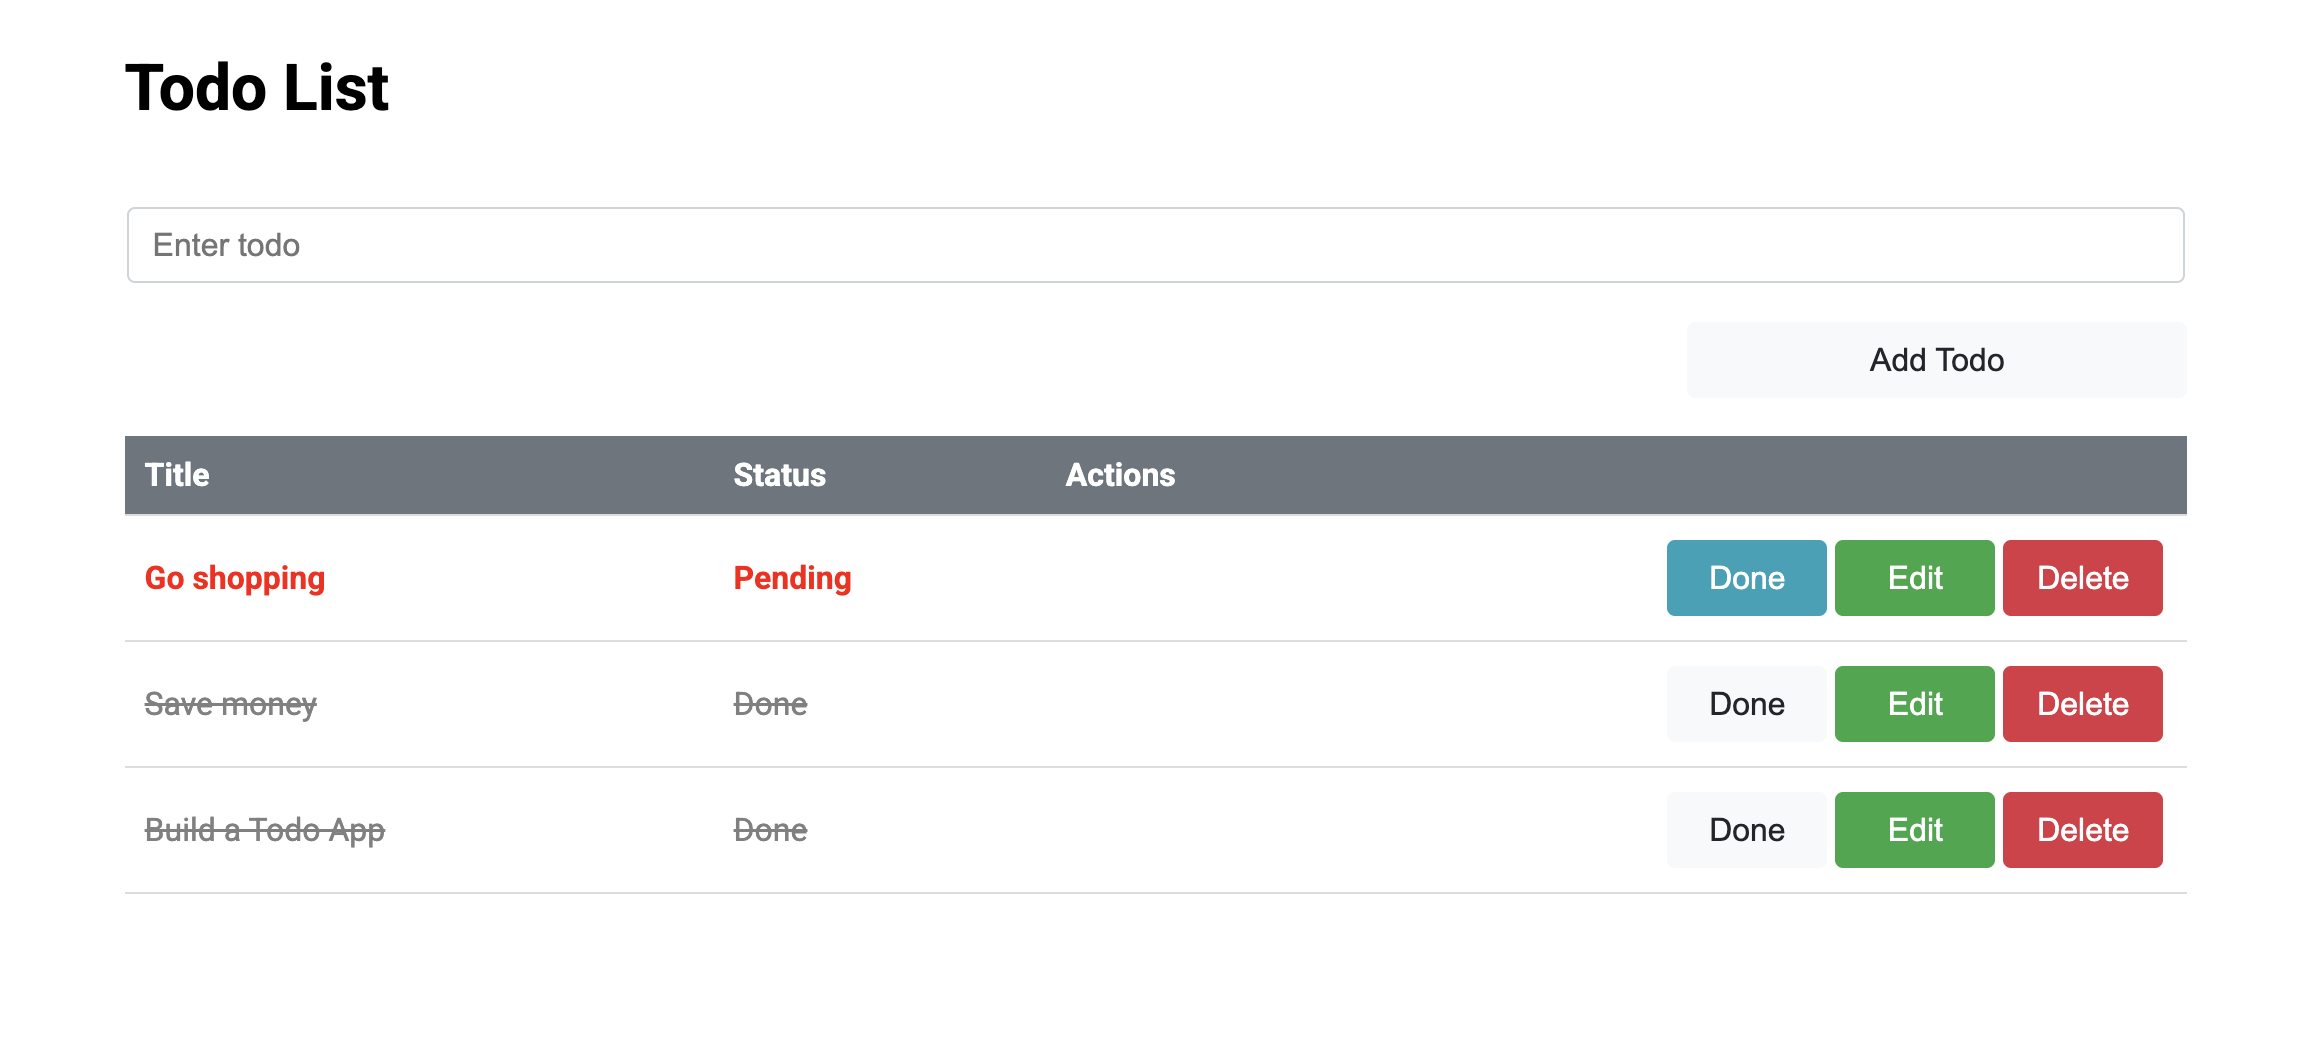 Todo List
Enter todo
Add Todo
Title Status Actions
Go shopping Pending Done Edit Delete
Save money Done Done Edit Delete
Build a Todo App Done Done Edit Delete